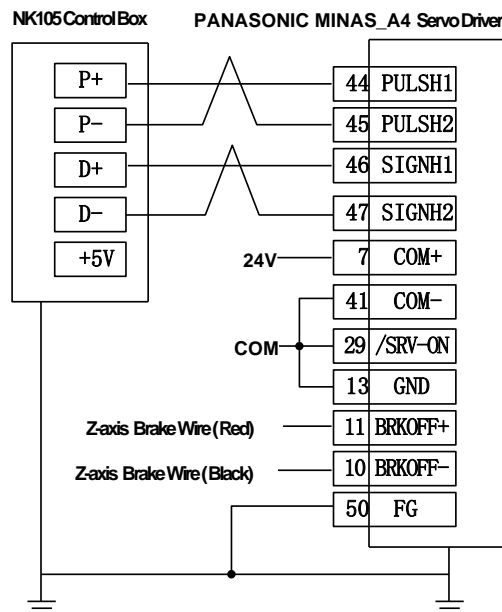 NK105 Control Box
PANASONIC MINAS_A4 Servo Driver
P+
P-
D+
D-
+5V
44 PULSH1
45 PULSH2
46 SIGNH1
47 SIGNH2
24V
7 COM+
41 COM-
COM
29 /SRV-ON
13 GND
Z-axis Brake Wire (Red)
11 BRKOFF+
Z-axis Brake Wire (Black)
10 BRKOFF-
50 FG